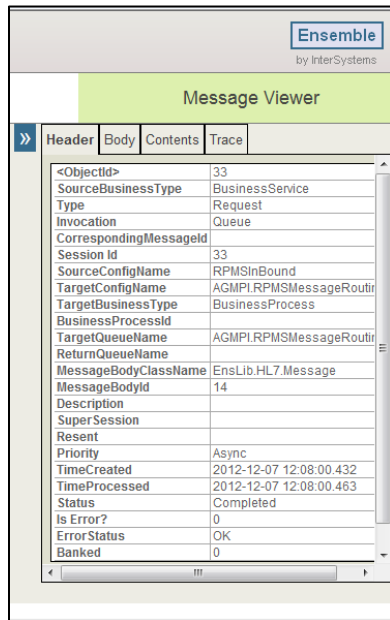 Ensemble
by InterSystems
Message Viewer
» Header Body Contents Trace
<ObjectId> 33
SourceBusinessType BusinessService
Type Request
Invocation Queue
CorrespondingMessageId
Session Id 33
SourceConfigName RPMSInBound
TargetConfigName AGMPI.RPMSMessageRoutin
TargetBusinessType BusinessProcess
BusinessProcessId
TargetQueueName AGMPI.RPMSMessageRoutin
ReturnQueueName
MessageBodyClassName EnsLib.HL7.Message
MessageBodyId 14
Description
SuperSession
Resent
Priority Async
TimeCreated 2012-12-07 12:08:00.432
TimeProcessed 2012-12-07 12:08:00.463
Status Completed
Is Error? 0
ErrorStatus OK
Banked 0